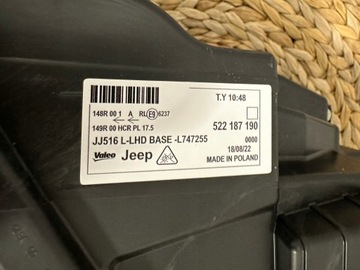 T.Y 10:48
148R 00 1 A RL E9 6237
149R 00 HCR PL 17.5
522 187 190
JJ516 L-LHD BASE -L747255
0000
Valeo Jeep
18/08/22
MADE IN POLAND